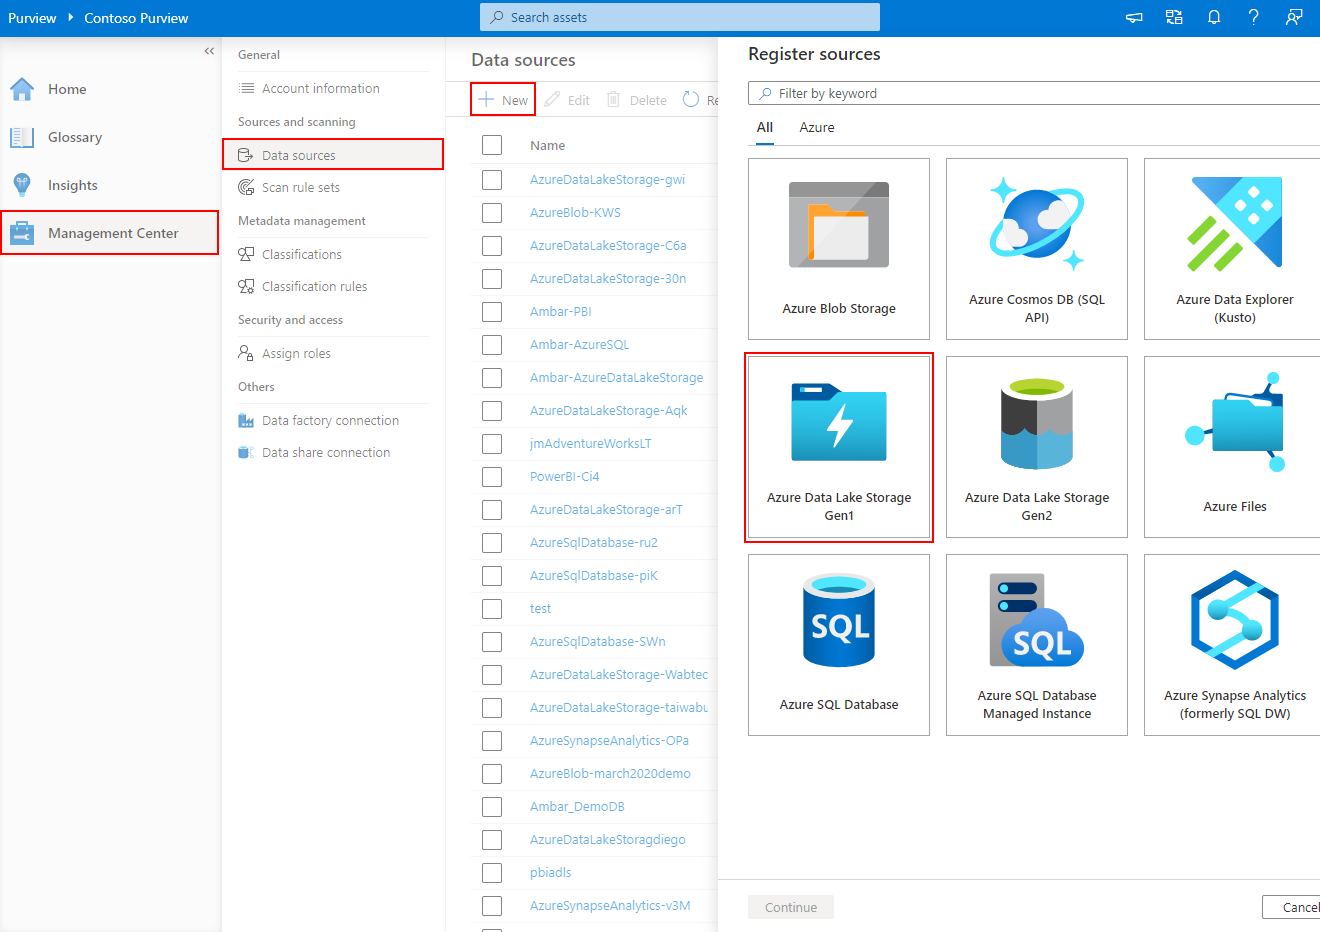 Purview
Contoso Purview
Search assets
Home
Glossary
Insights
Management Center
General
Account information
Sources and scanning
Data sources
Scan rule sets
Metadata management
Classifications
Classification rules
Security and access
Assign roles
Others
Data factory connection
Data share connection
Data sources
New
Edit
Delete
Re
Name
AzureDataLakeStorage-gwi
AzureBlob-KWS
AzureDataLakeStorage-C6a
AzureDataLakeStorage-30n
Ambar-PBI
Ambar-AzureSQL
Ambar-AzureDataLakeStorage
AzureDataLakeStorage-Aqk
jmAdventureWorksLT
PowerBI-Ci4
AzureDataLakeStorage-arT
AzureSqlDatabase-ru2
AzureSqlDatabase-piK
test
AzureSqlDatabase-SWn
AzureDataLakeStorage-Wabtec
AzureDataLakeStorage-taiwabu
AzureSynapseAnalytics-OPa
AzureBlob-march2020demo
Ambar_DemoDB
AzureDataLakeStoragdiego
pbiadls
AzureSynapseAnalytics-v3M
Register sources
Filter by keyword
All
Azure
Azure Blob Storage
Azure Cosmos DB (SQL
API)
Azure Data Explorer
(Kusto)
Azure Data Lake Storage
Gen1
Azure Data Lake Storage
Gen2
Azure Files
SQL
Azure SQL Database
SQL
Azure SQL Database
Managed Instance
Azure Synapse Analytics
(formerly SQL DW)
Continue
Cancel